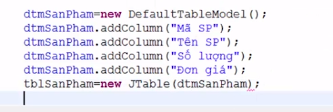 dtmSanPham=new DefaultTableModel();
dtmSanPham.addColumn("Mã SP");
dtmSanPham.addColumn("Tên SP");
dtmSanPham.addColumn("Số lượng");
dtmSanPham.addColumn("Đơn giá");
tblSanPham=new JTable(dtmSanPham);